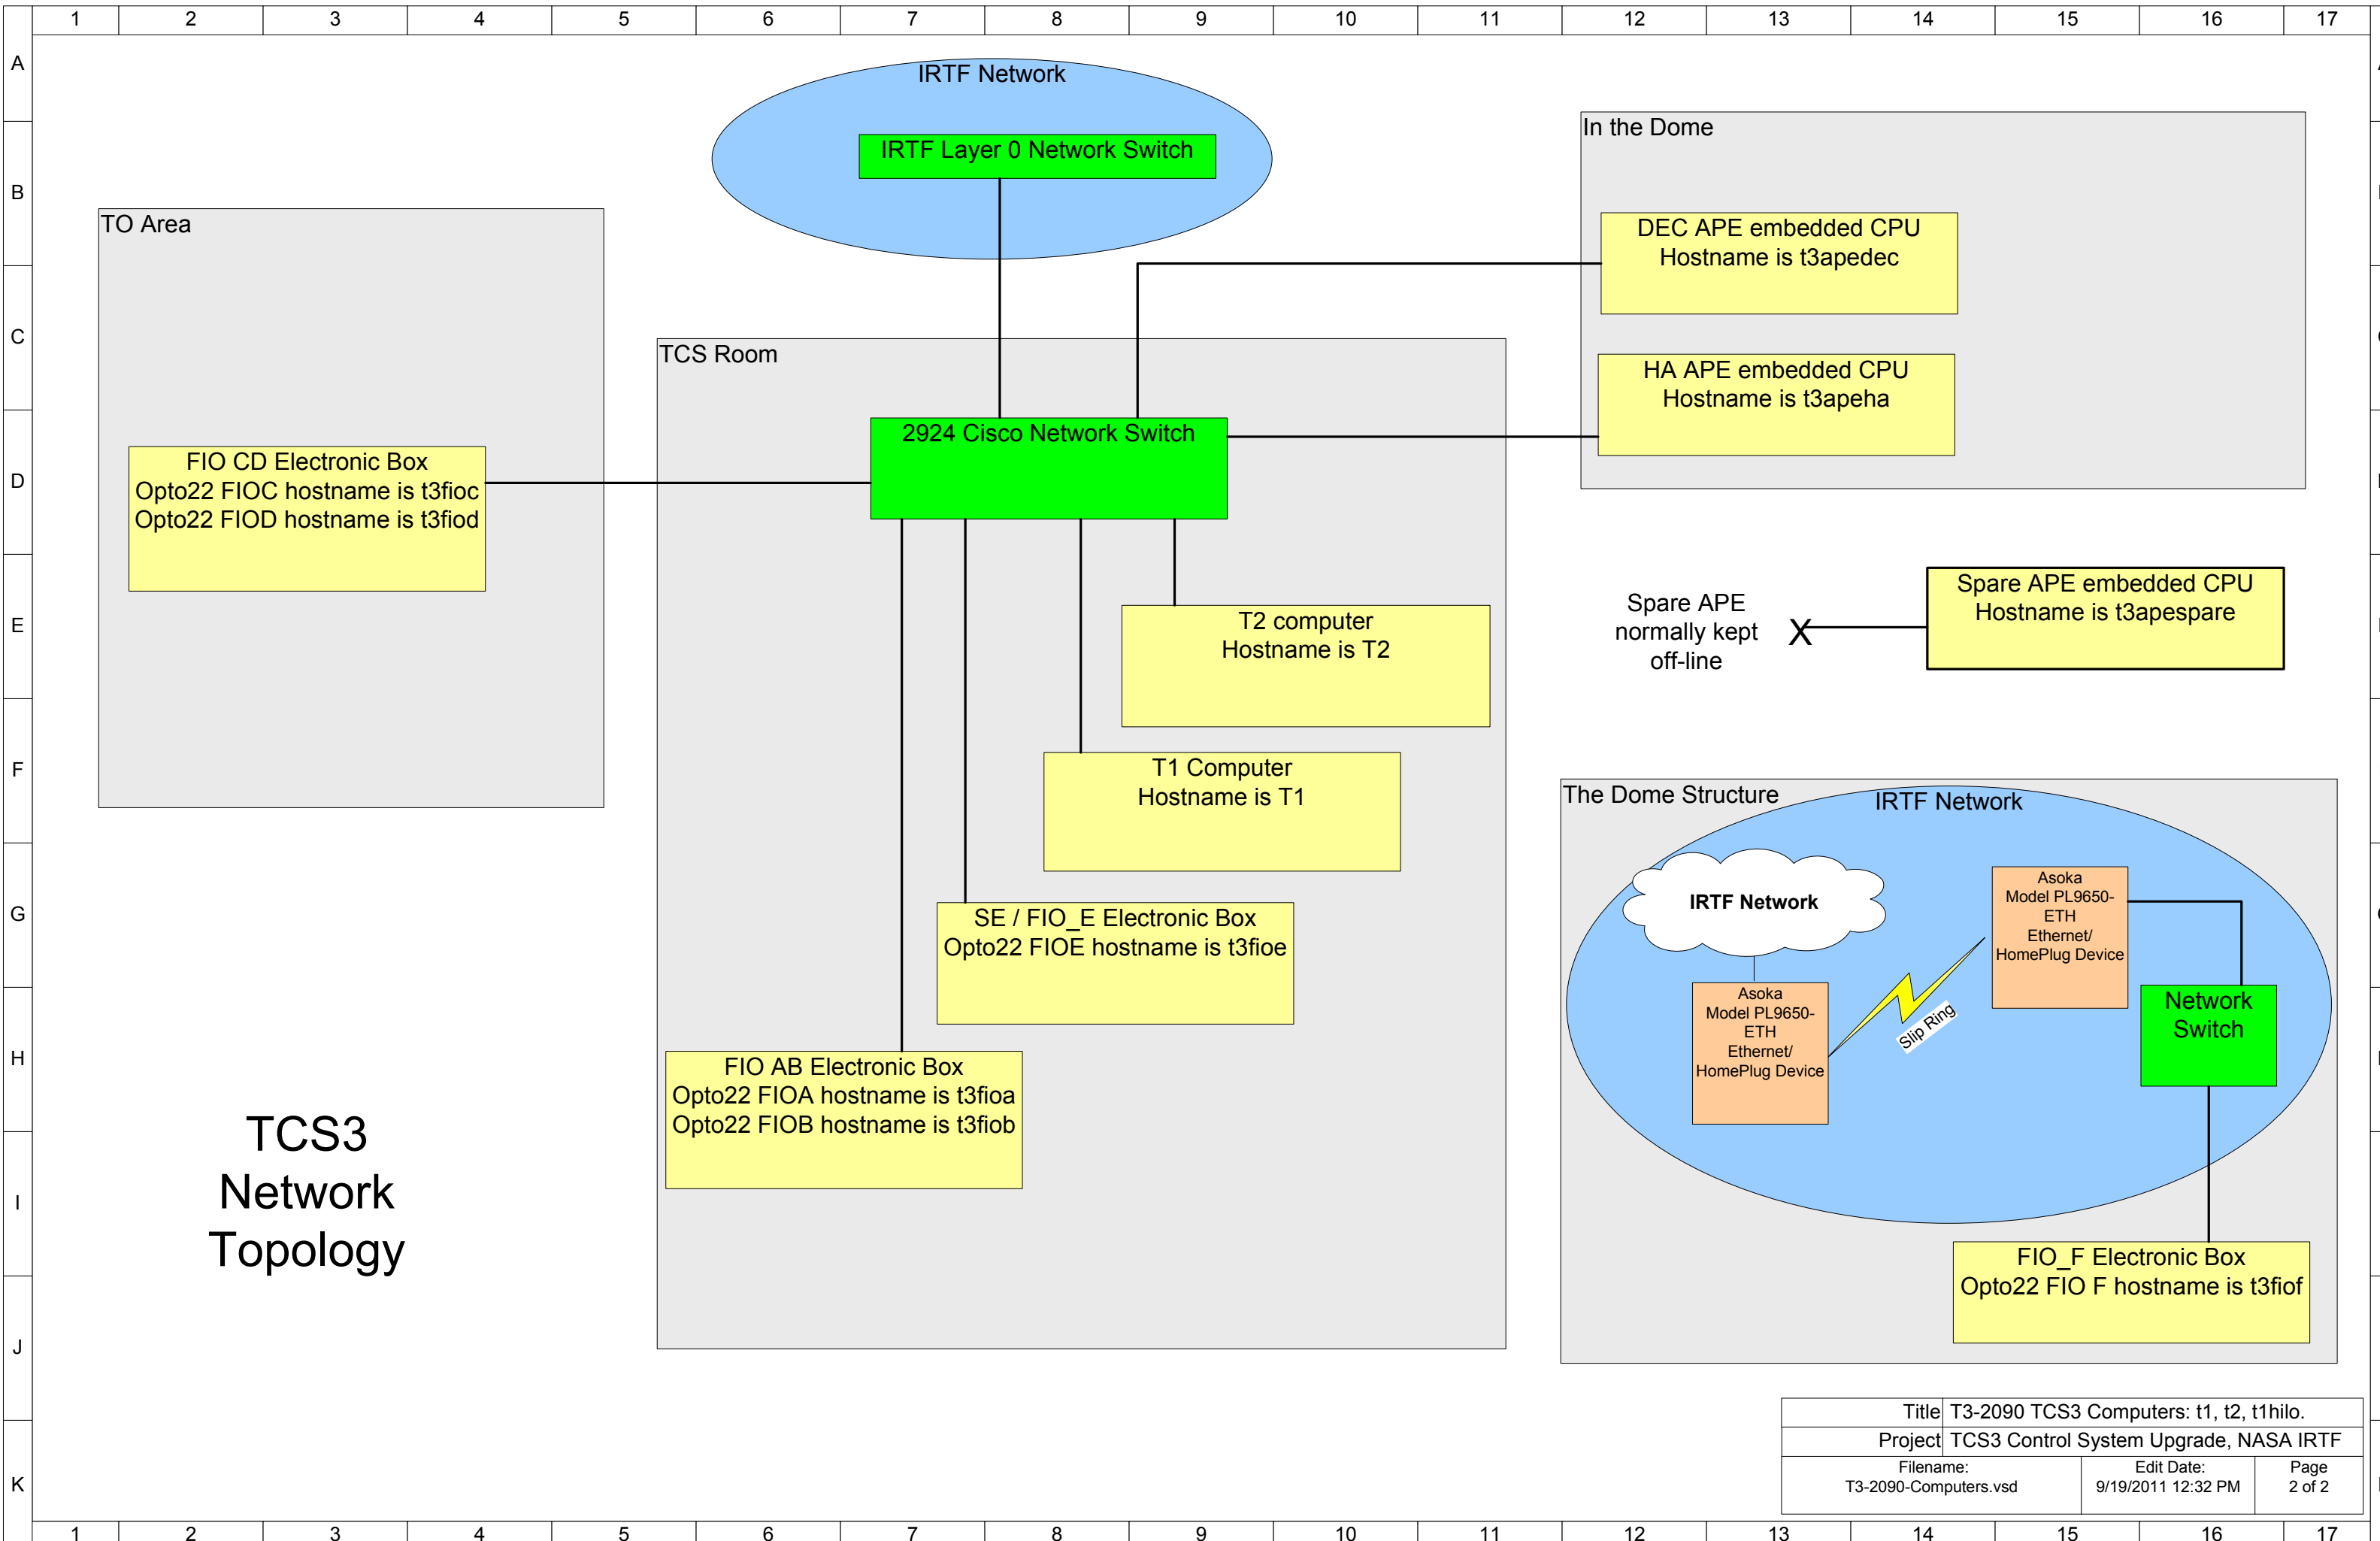 1 2 3 4 5 6 7 8 9 10 11 12 13 14 15 16 17
A
B
C
D
E
F
G
H
I
J
K
IRTF Network
IRTF Layer 0 Network Switch
In the Dome
DEC APE embedded CPU
Hostname is t3apedec
HA APE embedded CPU
Hostname is t3apeha
TO Area
FIO CD Electronic Box
Opto22 FIOC hostname is t3fioc
Opto22 FIOD hostname is t3fiod
TCS Room
2924 Cisco Network Switch
T2 computer
Hostname is T2
T1 Computer
Hostname is T1
SE / FIO_E Electronic Box
Opto22 FIOE hostname is t3fioe
FIO AB Electronic Box
Opto22 FIOA hostname is t3fioa
Opto22 FIOB hostname is t3fiob
Spare APE
normally kept
off-line
X
Spare APE embedded CPU
Hostname is t3apespare
The Dome Structure
IRTF Network
IRTF Network
Asoka
Model PL9650-
ETH
Ethernet/
HomePlug Device
Slip Ring
Asoka
Model PL9650-
ETH
Ethernet/
HomePlug Device
Network
Switch
FIO_F Electronic Box
Opto22 FIO F hostname is t3fiof
TCS3
Network
Topology
Title T3-2090 TCS3 Computers: t1, t2, t1hilo.
Project TCS3 Control System Upgrade, NASA IRTF
Filename:
T3-2090-Computers.vsd
Edit Date:
9/19/2011 12:32 PM
Page
2 of 2
1 2 3 4 5 6 7 8 9 10 11 12 13 14 15 16 17